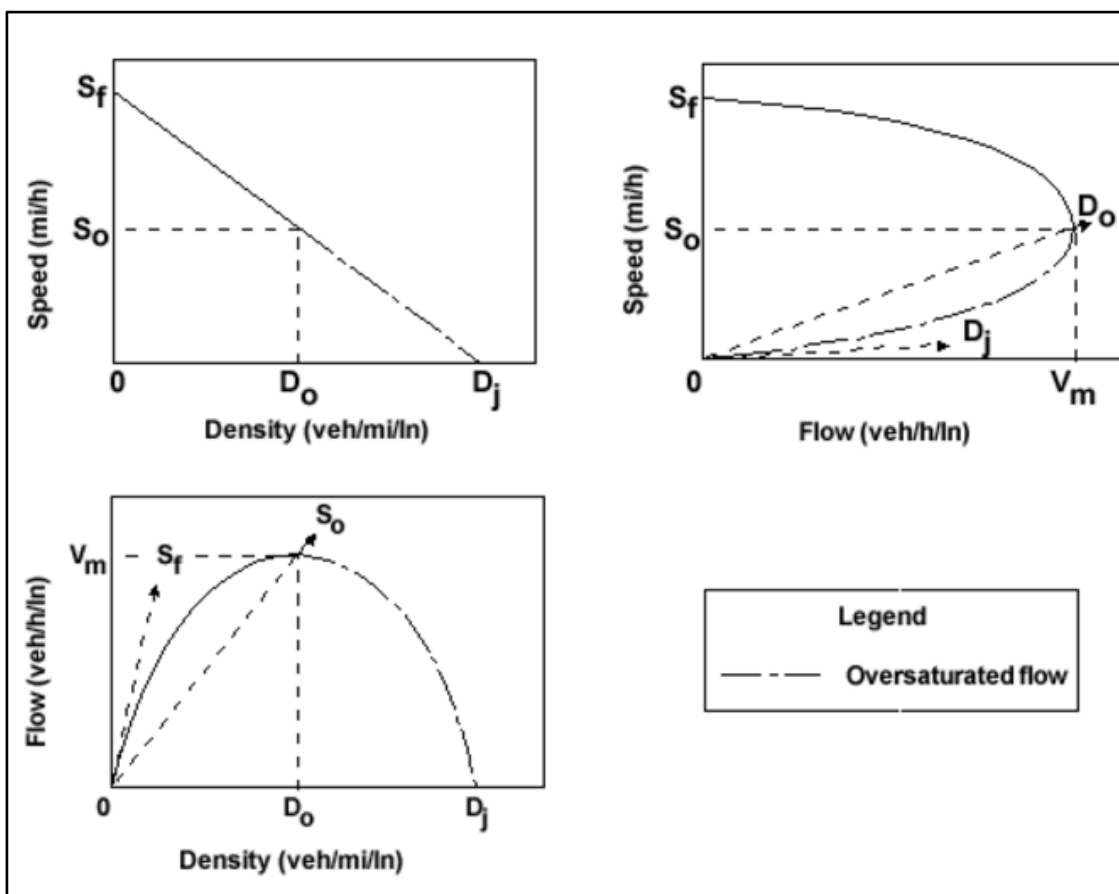 Sf
So
Speed (mi/h)
0
Do
Dj
Density (veh/mi/ln)
Sf
So
Speed (mi/h)
Do
Dj
0
Vm
Flow (veh/h/ln)
So
Vm
Sf
Flow (veh/h/ln)
0
Do
Dj
Density (veh/mi/ln)
Legend
Oversaturated flow